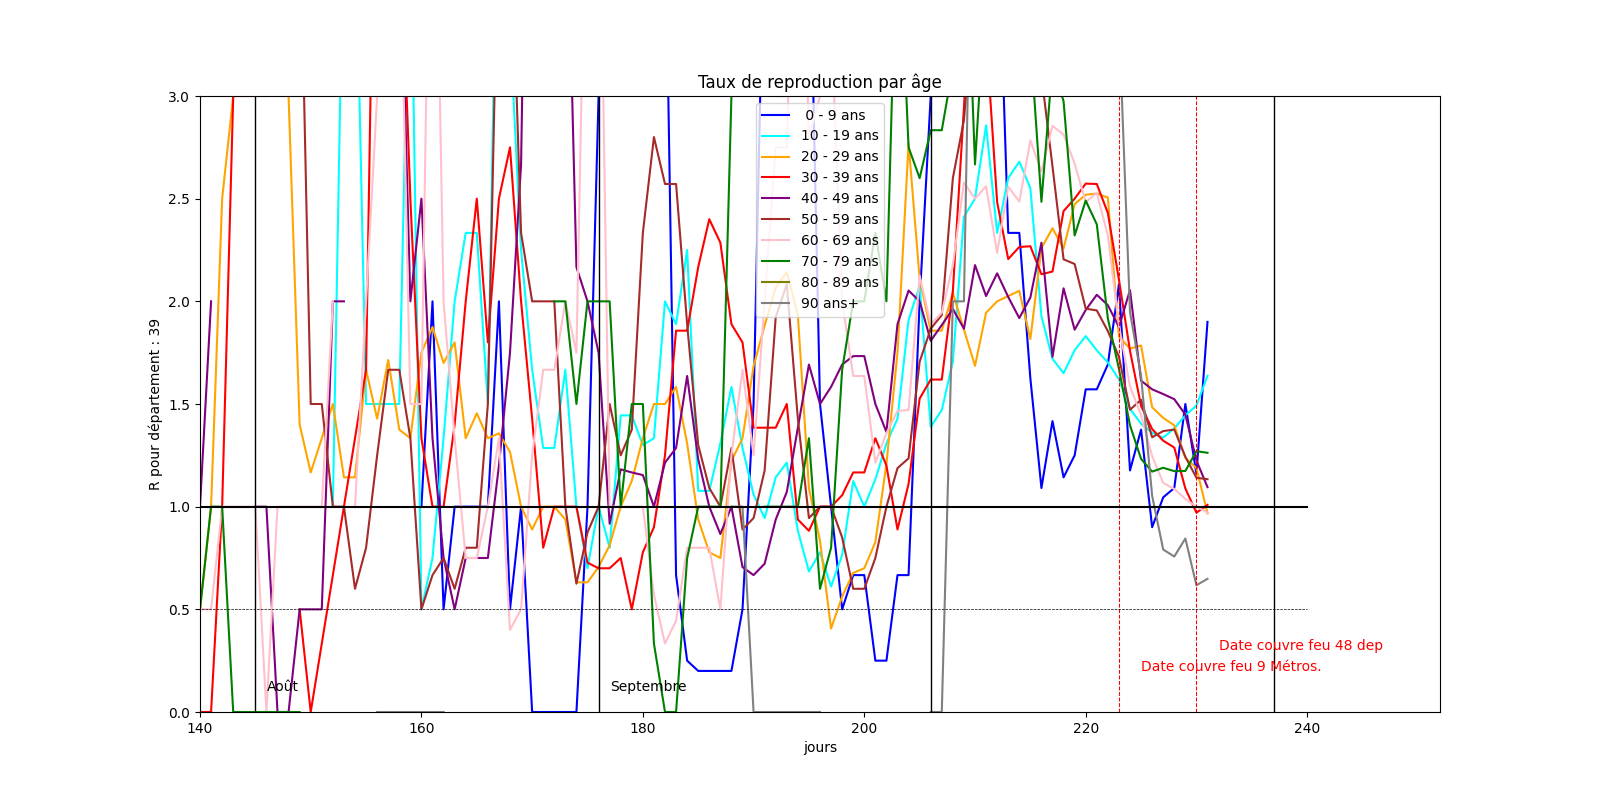 Taux de reproduction par âge
R pour département : 39
3.0
2.5
2.0
1.5
1.0
0.5
0.0
0 - 9 ans
10 - 19 ans
20 - 29 ans
30 - 39 ans
40 - 49 ans
50 - 59 ans
60 - 69 ans
70 - 79 ans
80 - 89 ans
90 ans+
Date couvre feu 48 dep
Date couvre feu 9 Métros.
Août
Septembre
140
160
180
200
220
240
jours